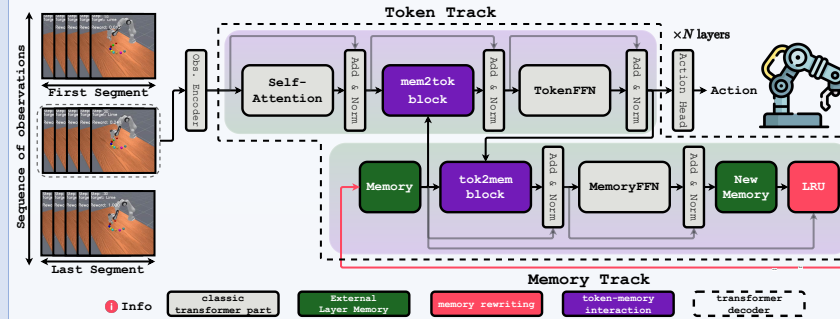 Token Track
×N layers
Sequence of observations
First Segment
Last Segment
Obs. Encoder
Self-
Attention
Add & Norm
mem2tok
block
Add & Norm
TokenFFN
Add & Norm
Action Head
Action
Memory
tok2mem
block
Add & Norm
MemoryFFN
Add & Norm
New
Memory
LRU
Memory Track
i Info
classic
transformer part
External
Layer Memory
memory rewriting
token-memory
interaction
transformer
decoder